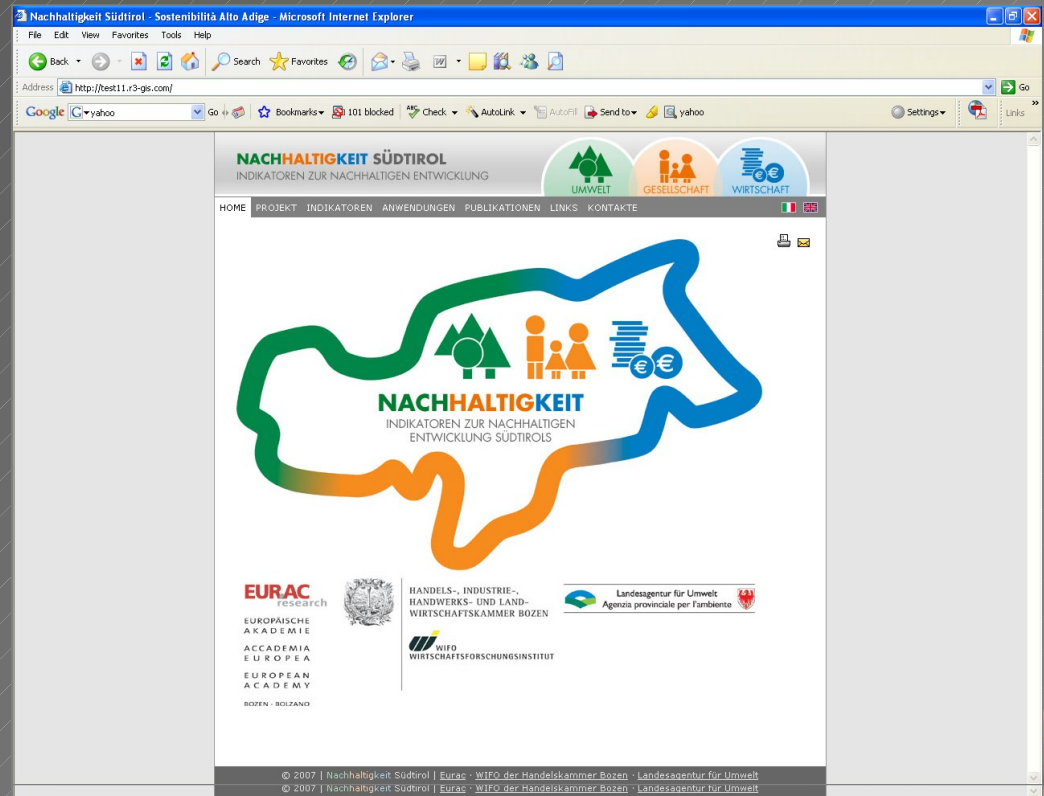 Nachhaltigkeit Südtirol - Sostenibilità Alto Adige - Microsoft Internet Explorer
File Edit View Favorites Tools Help
Back Search Favorites
Address http://test11.r3-gis.com/ Go
Google G yahoo Go Bookmarks 101 blocked ABC Check AutoLink AutoFill Send to yahoo Settings Links
NACHHALTIGKEIT SÜDTIROL
INDIKATOREN ZUR NACHHALTIGEN ENTWICKLUNG
UMWELT GESELLSCHAFT WIRTSCHAFT
HOME PROJEKT INDIKATOREN ANWENDUNGEN PUBLIKATIONEN LINKS KONTAKTE
NACHHALTIGKEIT
INDIKATOREN ZUR NACHHALTIGEN
ENTWICKLUNG SÜDTIROLS
EURAC
research
EUROPÄISCHE
AKADEMIE
ACCADEMIA
EUROPEA
EUROPEAN
ACADEMY
BOZEN - BOLZANO
HANDELS-, INDUSTRIE-,
HANDWERKS- UND LAND-
WIRTSCHAFTSKAMMER BOZEN
WIFO
WIRTSCHAFTSFORSCHUNGSINSTITUT
Landesagentur für Umwelt
Agenzia provinciale per l'ambiente
© 2007 | Nachhaltigkeit Südtirol | Eurac · WIFO der Handelskammer Bozen · Landesagentur für Umwelt
© 2007 | Nachhaltigkeit Südtirol | Eurac · WIFO der Handelskammer Bozen · Landesagentur für Umwelt